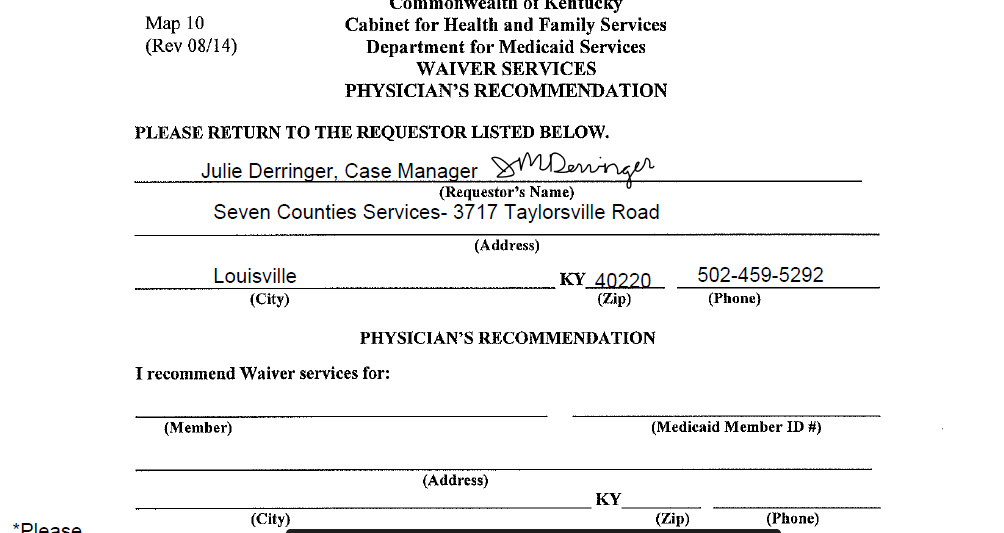 Commonwealth of Kentucky
Map 10 Cabinet for Health and Family Services
(Rev 08/14) Department for Medicaid Services
WAIVER SERVICES
PHYSICIAN'S RECOMMENDATION
PLEASE RETURN TO THE REQUESTOR LISTED BELOW.
Julie Derringer, Case Manager JMDerringer
(Requestor's Name)
Seven Counties Services- 3717 Taylorsville Road
(Address)
Louisville KY 40220 502-459-5292
(City) (Zip) (Phone)
PHYSICIAN'S RECOMMENDATION
I recommend Waiver services for:
(Member) (Medicaid Member ID #)
(Address)
KY
(City) (Zip) (Phone)
*Please